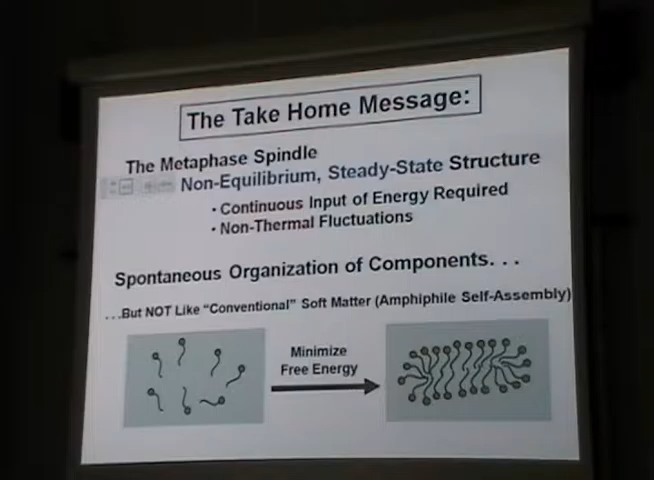 The Take Home Message:
The Metaphase Spindle
Non-Equilibrium, Steady-State Structure
• Continuous Input of Energy Required
• Non-Thermal Fluctuations
Spontaneous Organization of Components. . .
. . .But NOT Like “Conventional” Soft Matter (Amphiphile Self-Assembly)
Minimize
Free Energy